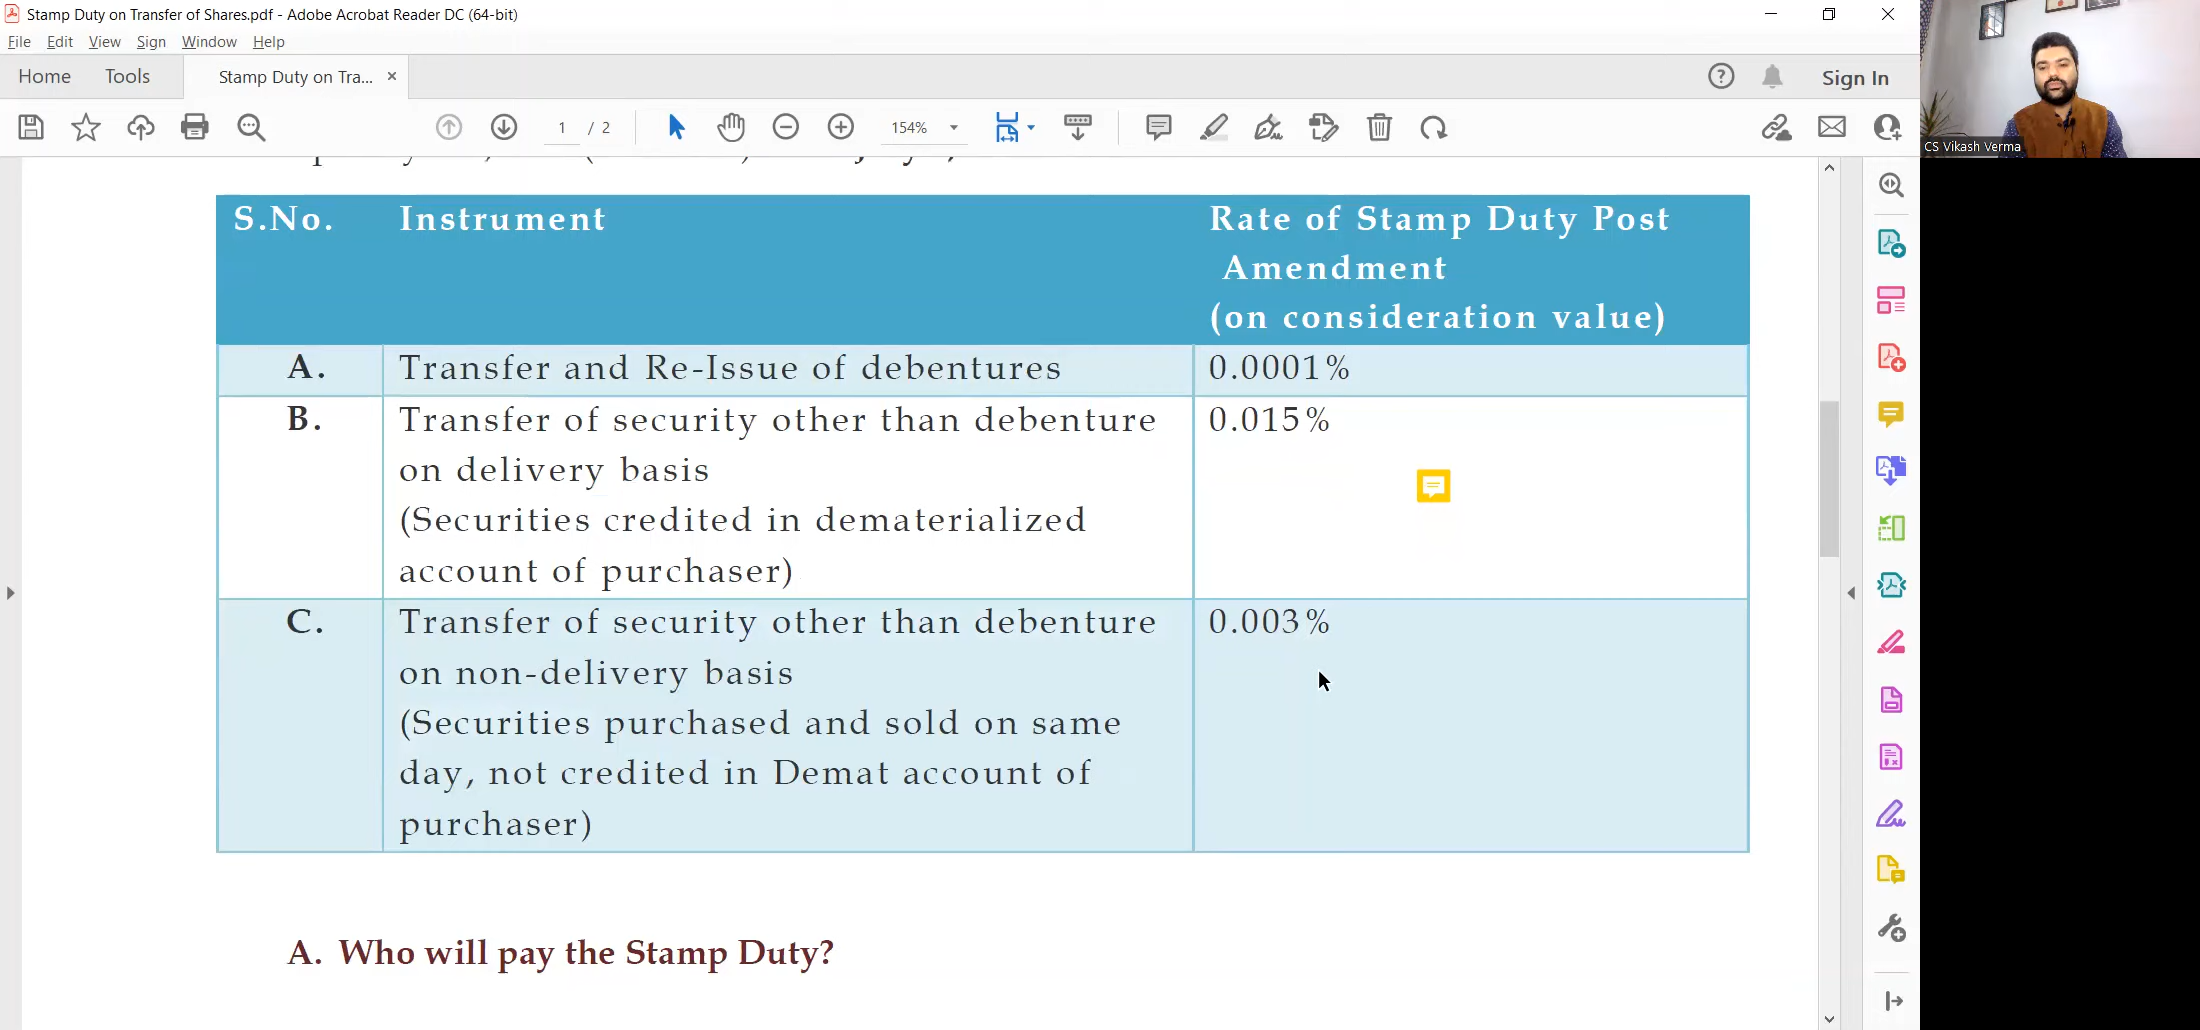 Stamp Duty on Transfer of Shares.pdf - Adobe Acrobat Reader DC (64-bit)
File Edit View Sign Window Help
Home Tools Stamp Duty on Tra... ×
Sign In
1 / 2 154%
CS Vikash Verma
S.No. Instrument Rate of Stamp Duty Post
Amendment
(on consideration value)
A. Transfer and Re-Issue of debentures 0.0001%
B. Transfer of security other than debenture 0.015%
on delivery basis
(Securities credited in dematerialized
account of purchaser)
C. Transfer of security other than debenture 0.003%
on non-delivery basis
(Securities purchased and sold on same
day, not credited in Demat account of
purchaser)
A. Who will pay the Stamp Duty?